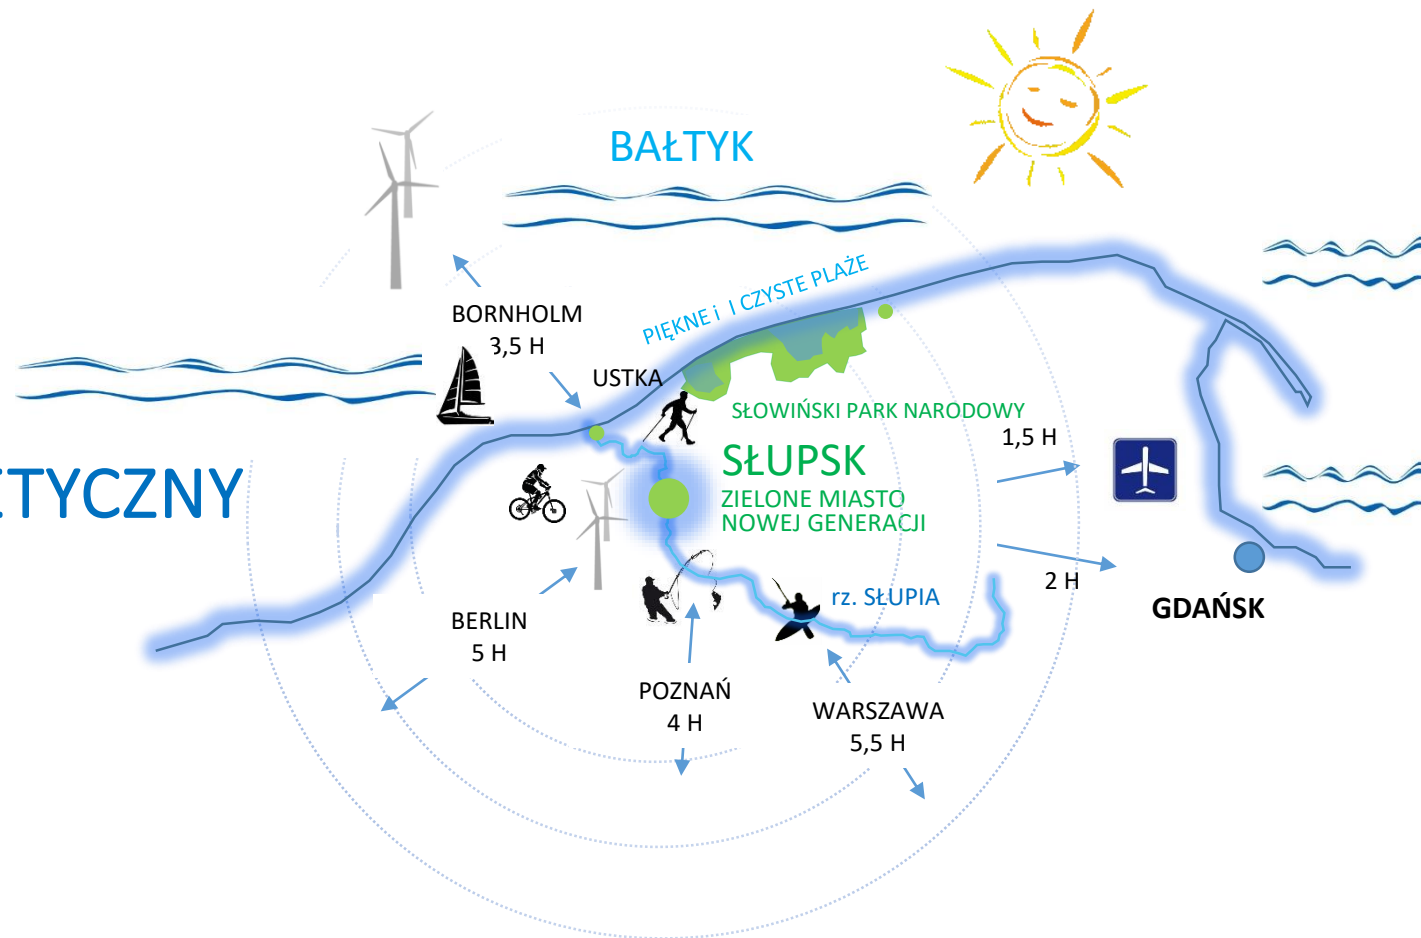 BAŁTYK
PIĘKNE i I CZYSTE PLAŻE
BORNHOLM
3,5 H
USTKA
SŁOWIŃSKI PARK NARODOWY
1,5 H
SŁUPSK
ZIELONE MIASTO
NOWEJ GENERACJI
TYCZNY
2 H
rz. SŁUPIA
GDAŃSK
BERLIN
5 H
POZNAŃ
4 H
WARSZAWA
5,5 H